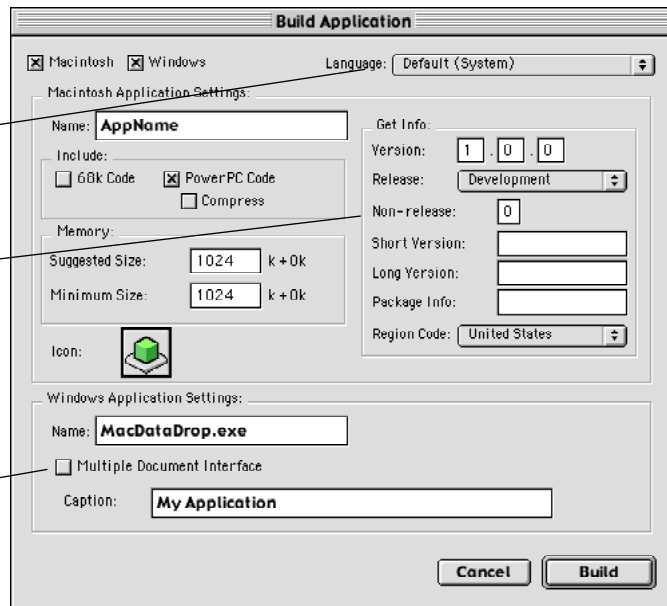 Build Application
Macintosh Windows Language: Default (System)
Macintosh Application Settings:
Name: AppName
Include:
68k Code PowerPC Code
Compress
Memory:
Suggested Size: 1024 k + 0k
Minimum Size: 1024 k + 0k
Icon:
Get Info:
Version: 1 . 0 . 0
Release: Development
Non-release: 0
Short Version:
Long Version:
Package Info:
Region Code: United States
Windows Application Settings:
Name: MacDataDrop.exe
Multiple Document Interface
Caption: My Application
Cancel Build